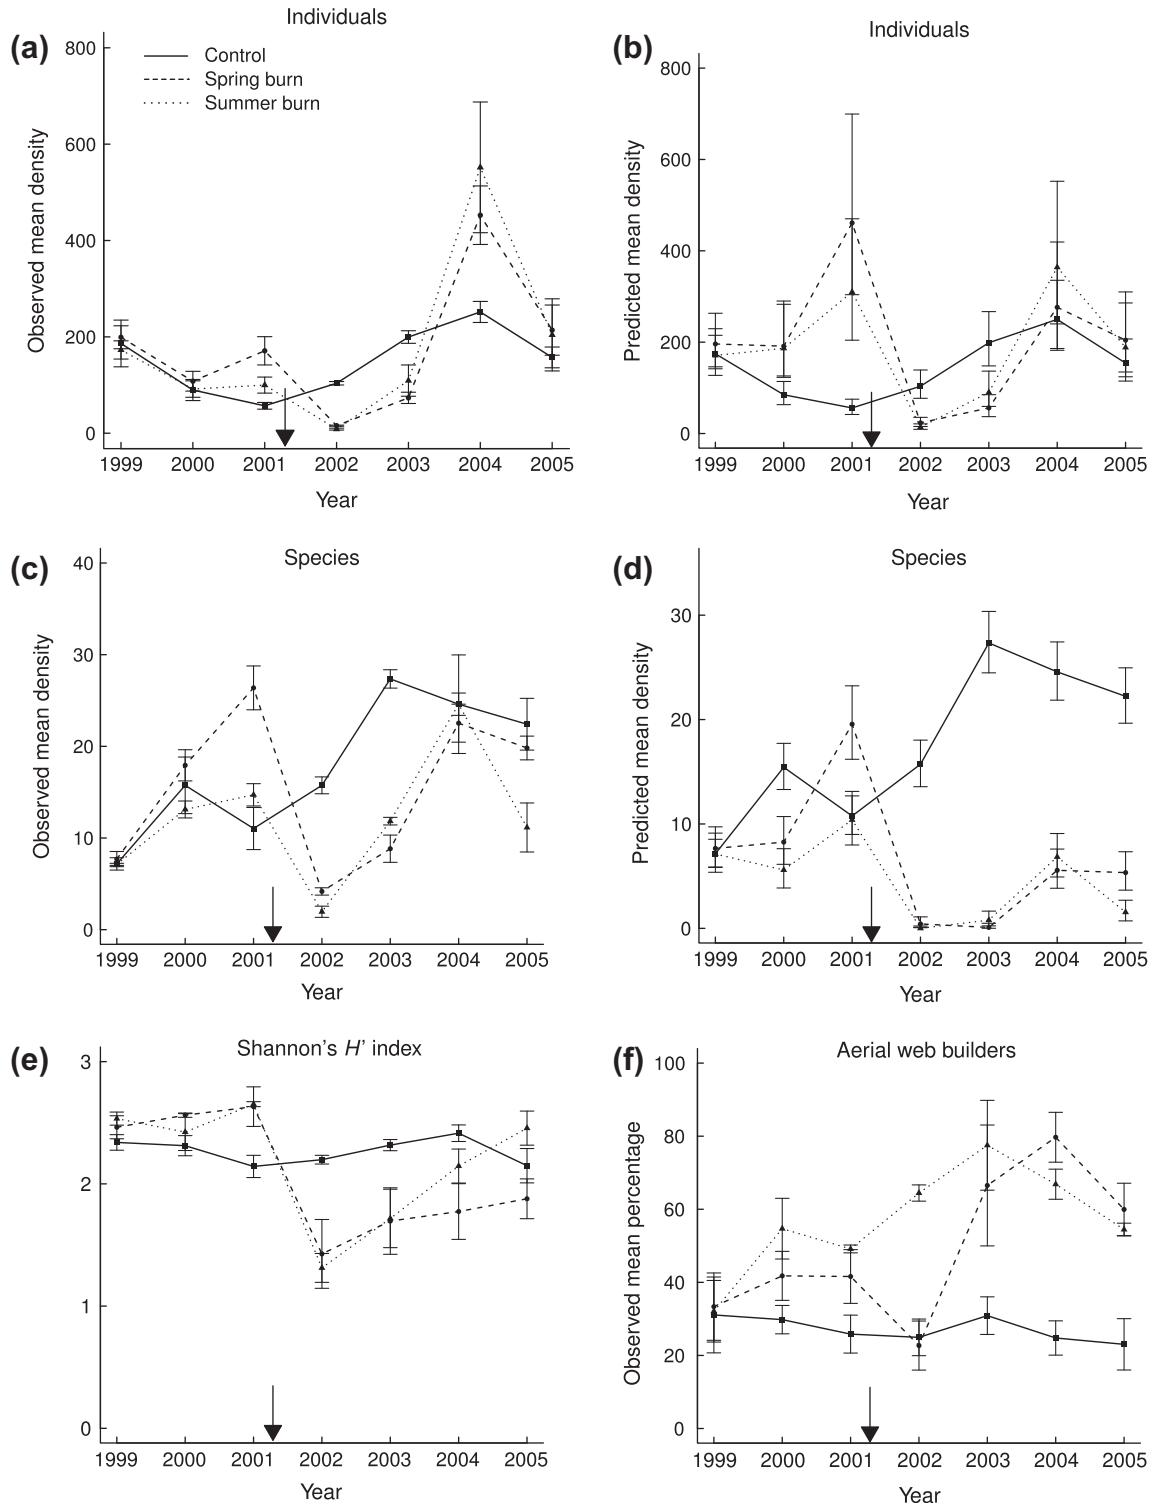 (a)
Individuals
Control
Spring burn
Summer burn
Observed mean density
800
600
400
200
0
1999 2000 2001 2002 2003 2004 2005
Year
(b)
Individuals
Predicted mean density
800
600
400
200
0
1999 2000 2001 2002 2003 2004 2005
Year
(c)
Species
Observed mean density
40
30
20
10
0
1999 2000 2001 2002 2003 2004 2005
Year
(d)
Species
Predicted mean density
30
20
10
0
1999 2000 2001 2002 2003 2004 2005
Year
(e)
Shannon's H' index
3
2
1
0
1999 2000 2001 2002 2003 2004 2005
Year
(f)
Aerial web builders
Observed mean percentage
100
80
60
40
20
0
1999 2000 2001 2002 2003 2004 2005
Year